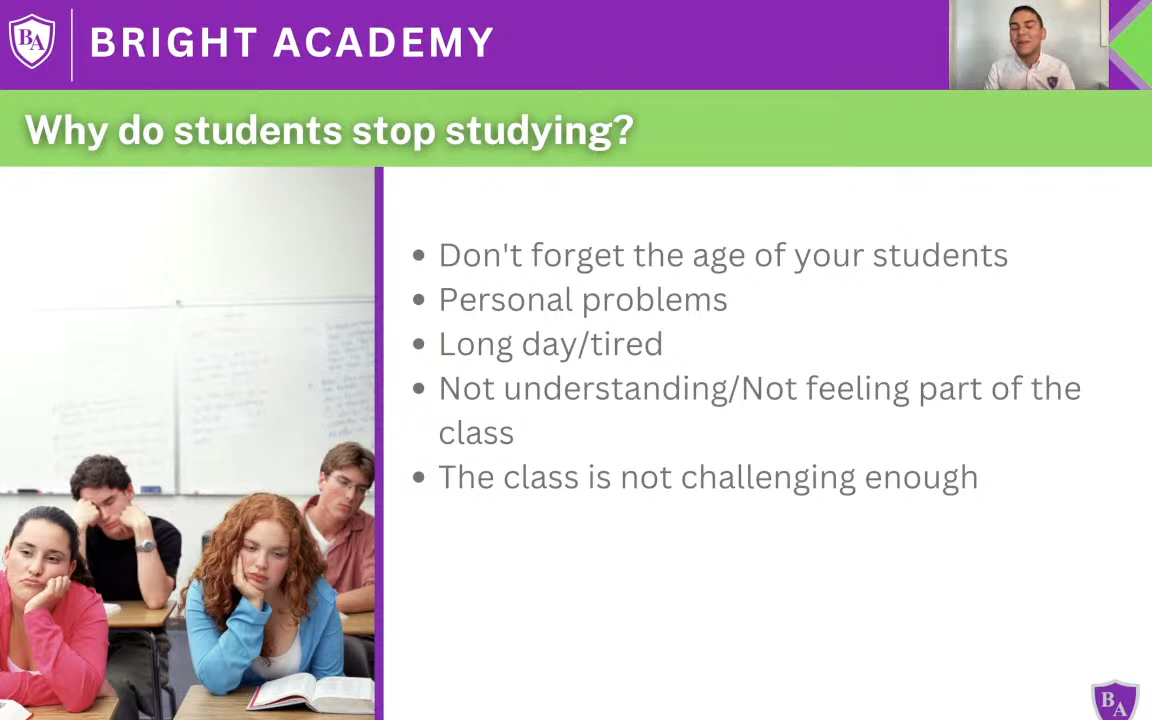 BA
BRIGHT ACADEMY
Why do students stop studying?
• Don't forget the age of your students
• Personal problems
• Long day/tired
• Not understanding/Not feeling part of the
class
• The class is not challenging enough
BA